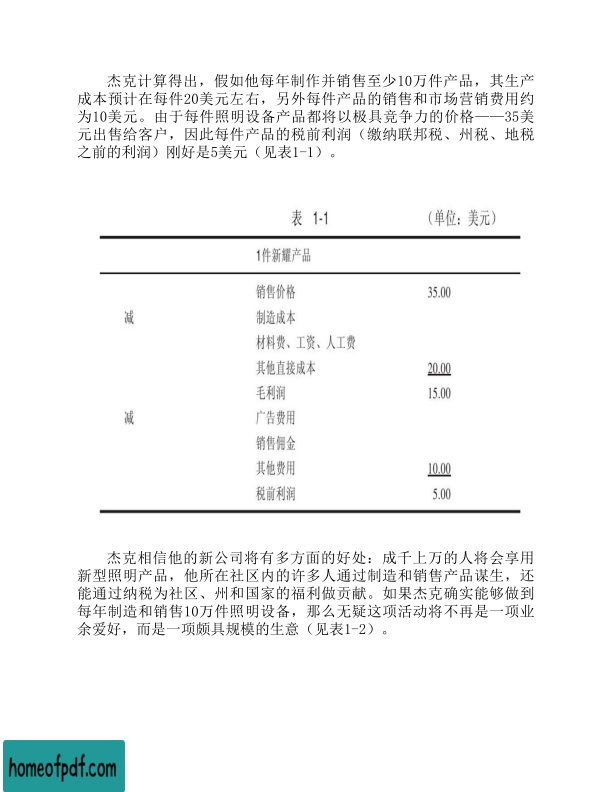 杰克计算得出，假如他每年制作并销售至少10万件产品，其生产
成本预计在每件20美元左右，另外每件产品的销售和市场营销费用约
为10美元。由于每件照明设备产品都将以极具竞争力的价格——35美
元出售给客户，因此每件产品的税前利润（缴纳联邦税、州税、地税
之前的利润）刚好是5美元（见表1-1）。
表 1-1 （单位：美元）
1件新耀产品
销售价格 35.00
减 制造成本
材料费、工资、人工费
其他直接成本 20.00
毛利润 15.00
减 广告费用
销售佣金
其他费用 10.00
税前利润 5.00
杰克相信他的新公司将有多方面的好处：成千上万的人将会享用
新型照明产品，他所在社区内的许多人通过制造和销售产品谋生，还
能通过纳税为社区、州和国家的福利做贡献。如果杰克确实能够做到
每年制造和销售10万件照明设备，那么无疑这项活动将不再是一项业
余爱好，而是一项颇具规模的生意（见表1-2）。
homeofpdf.com